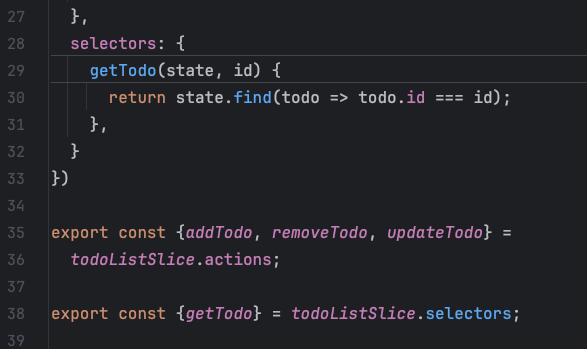 27 },
28 selectors: {
29 getTodo(state, id) {
30 return state.find(todo => todo.id === id);
31 },
32 }
33 })
34
35 export const {addTodo, removeTodo, updateTodo} =
36 todoListSlice.actions;
37
38 export const {getTodo} = todoListSlice.selectors;
39